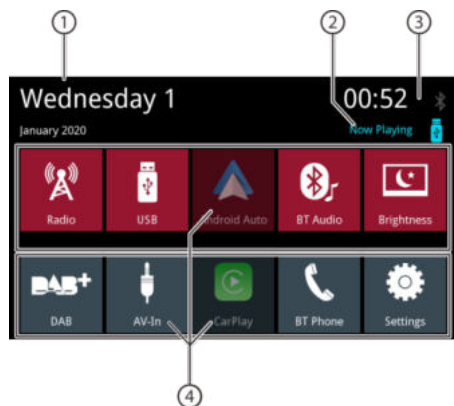 1
2
3
Wednesday 1
00:52
January 2020
Now Playing
Radio
USB
Android Auto
BT Audio
Brightness
DAB+
DAB
AV-In
CarPlay
BT Phone
Settings
4